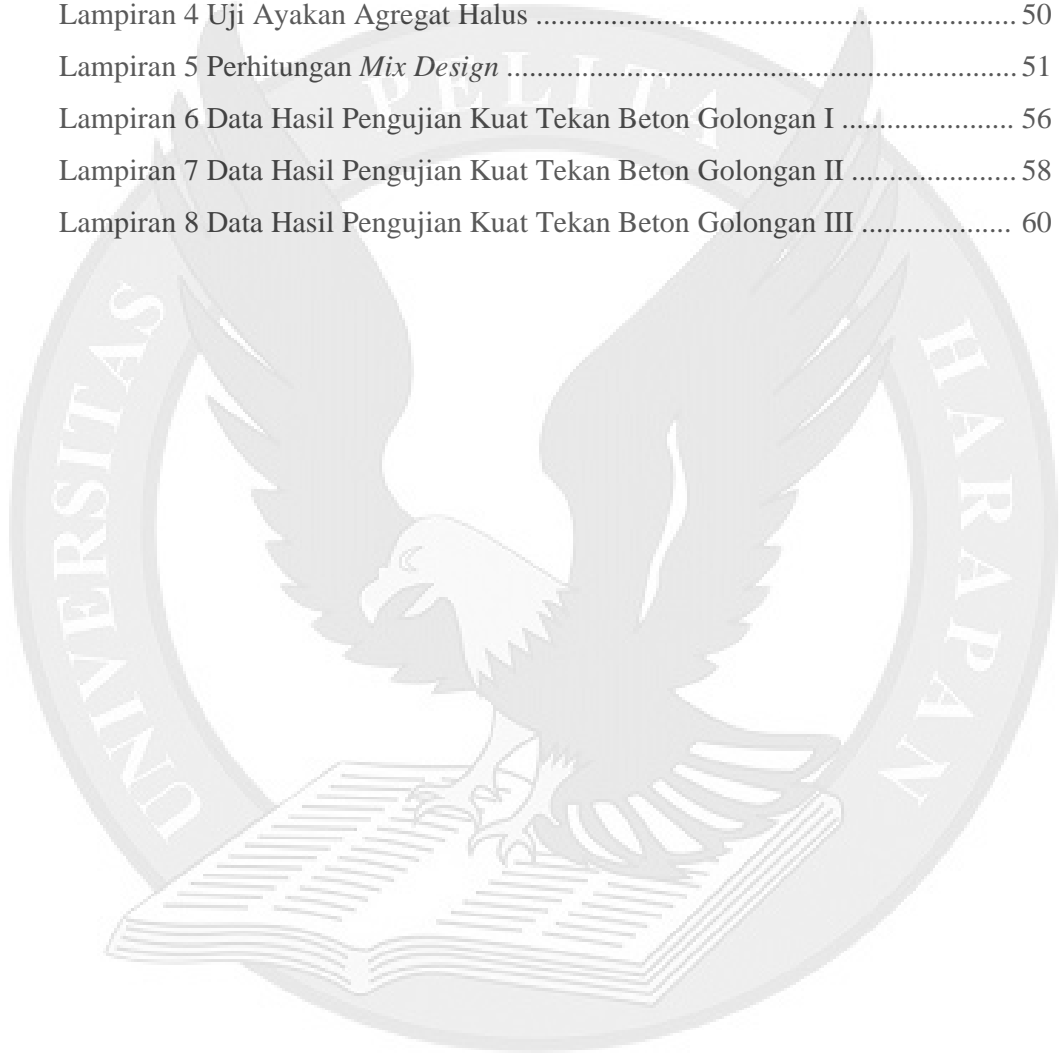 Lampiran 4 Uji Ayakan Agregat Halus ................................................................ 50
Lampiran 5 Perhitungan Mix Design .................................................................... 51
Lampiran 6 Data Hasil Pengujian Kuat Tekan Beton Golongan I ....................... 56
Lampiran 7 Data Hasil Pengujian Kuat Tekan Beton Golongan II ...................... 58
Lampiran 8 Data Hasil Pengujian Kuat Tekan Beton Golongan III ................... 60
UNIVERSITAS PELITA HARAPAN